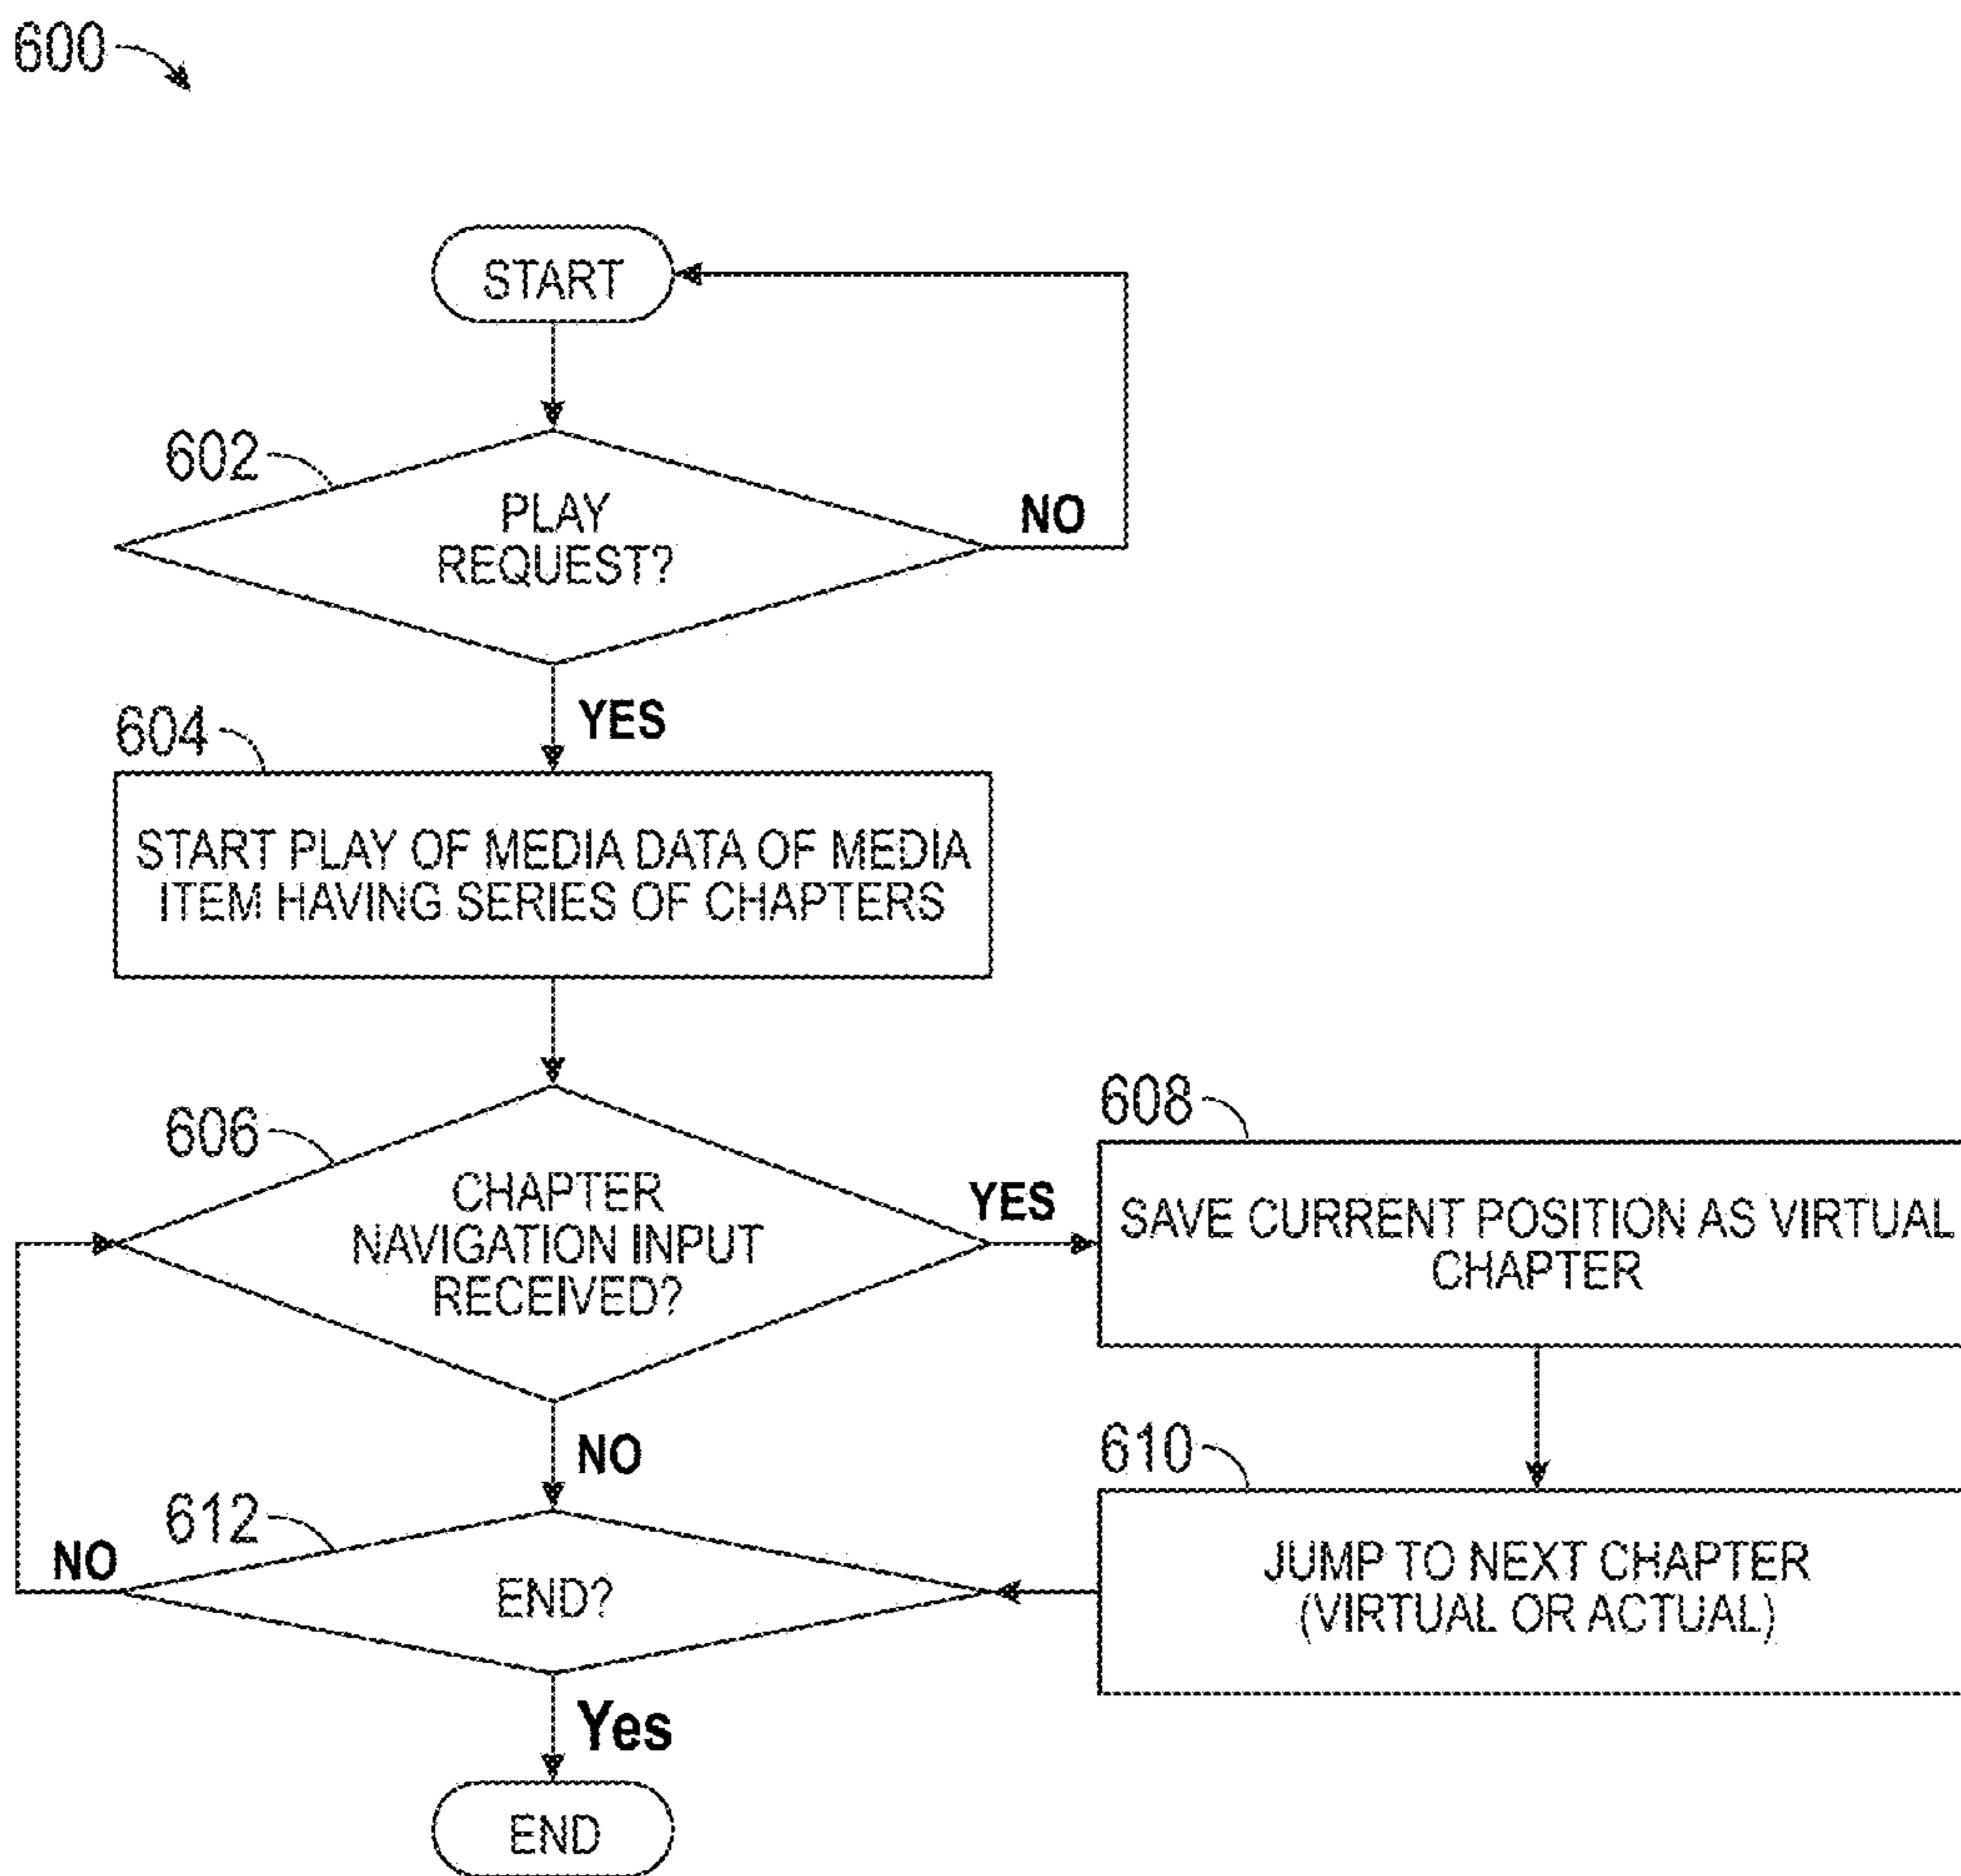 600
START
602
PLAY
REQUEST?
NO
YES
604
START PLAY OF MEDIA DATA OF MEDIA
ITEM HAVING SERIES OF CHAPTERS
606
CHAPTER
NAVIGATION INPUT
RECEIVED?
YES
608
SAVE CURRENT POSITION AS VIRTUAL
CHAPTER
NO
610
JUMP TO NEXT CHAPTER
(VIRTUAL OR ACTUAL)
612
NO
END?
Yes
END